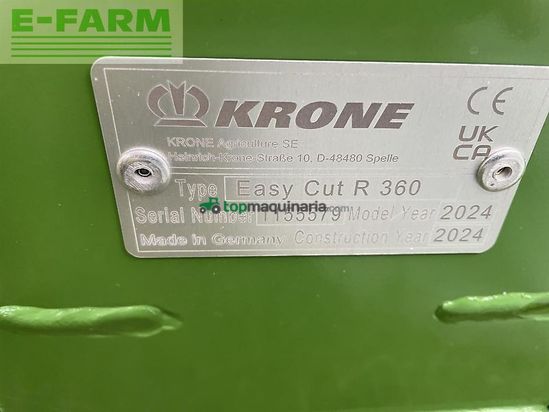 E-FARM
KRONE
CE
KRONE Agriculture SE
Heinrich-Krone-Straße 10, D-48480 Spelle
UK
CA
Type Easy Cut R 360
topmaquinaria.com
Serial Number 1155579 Model Year 2024
Made in Germany Construction Year 2024